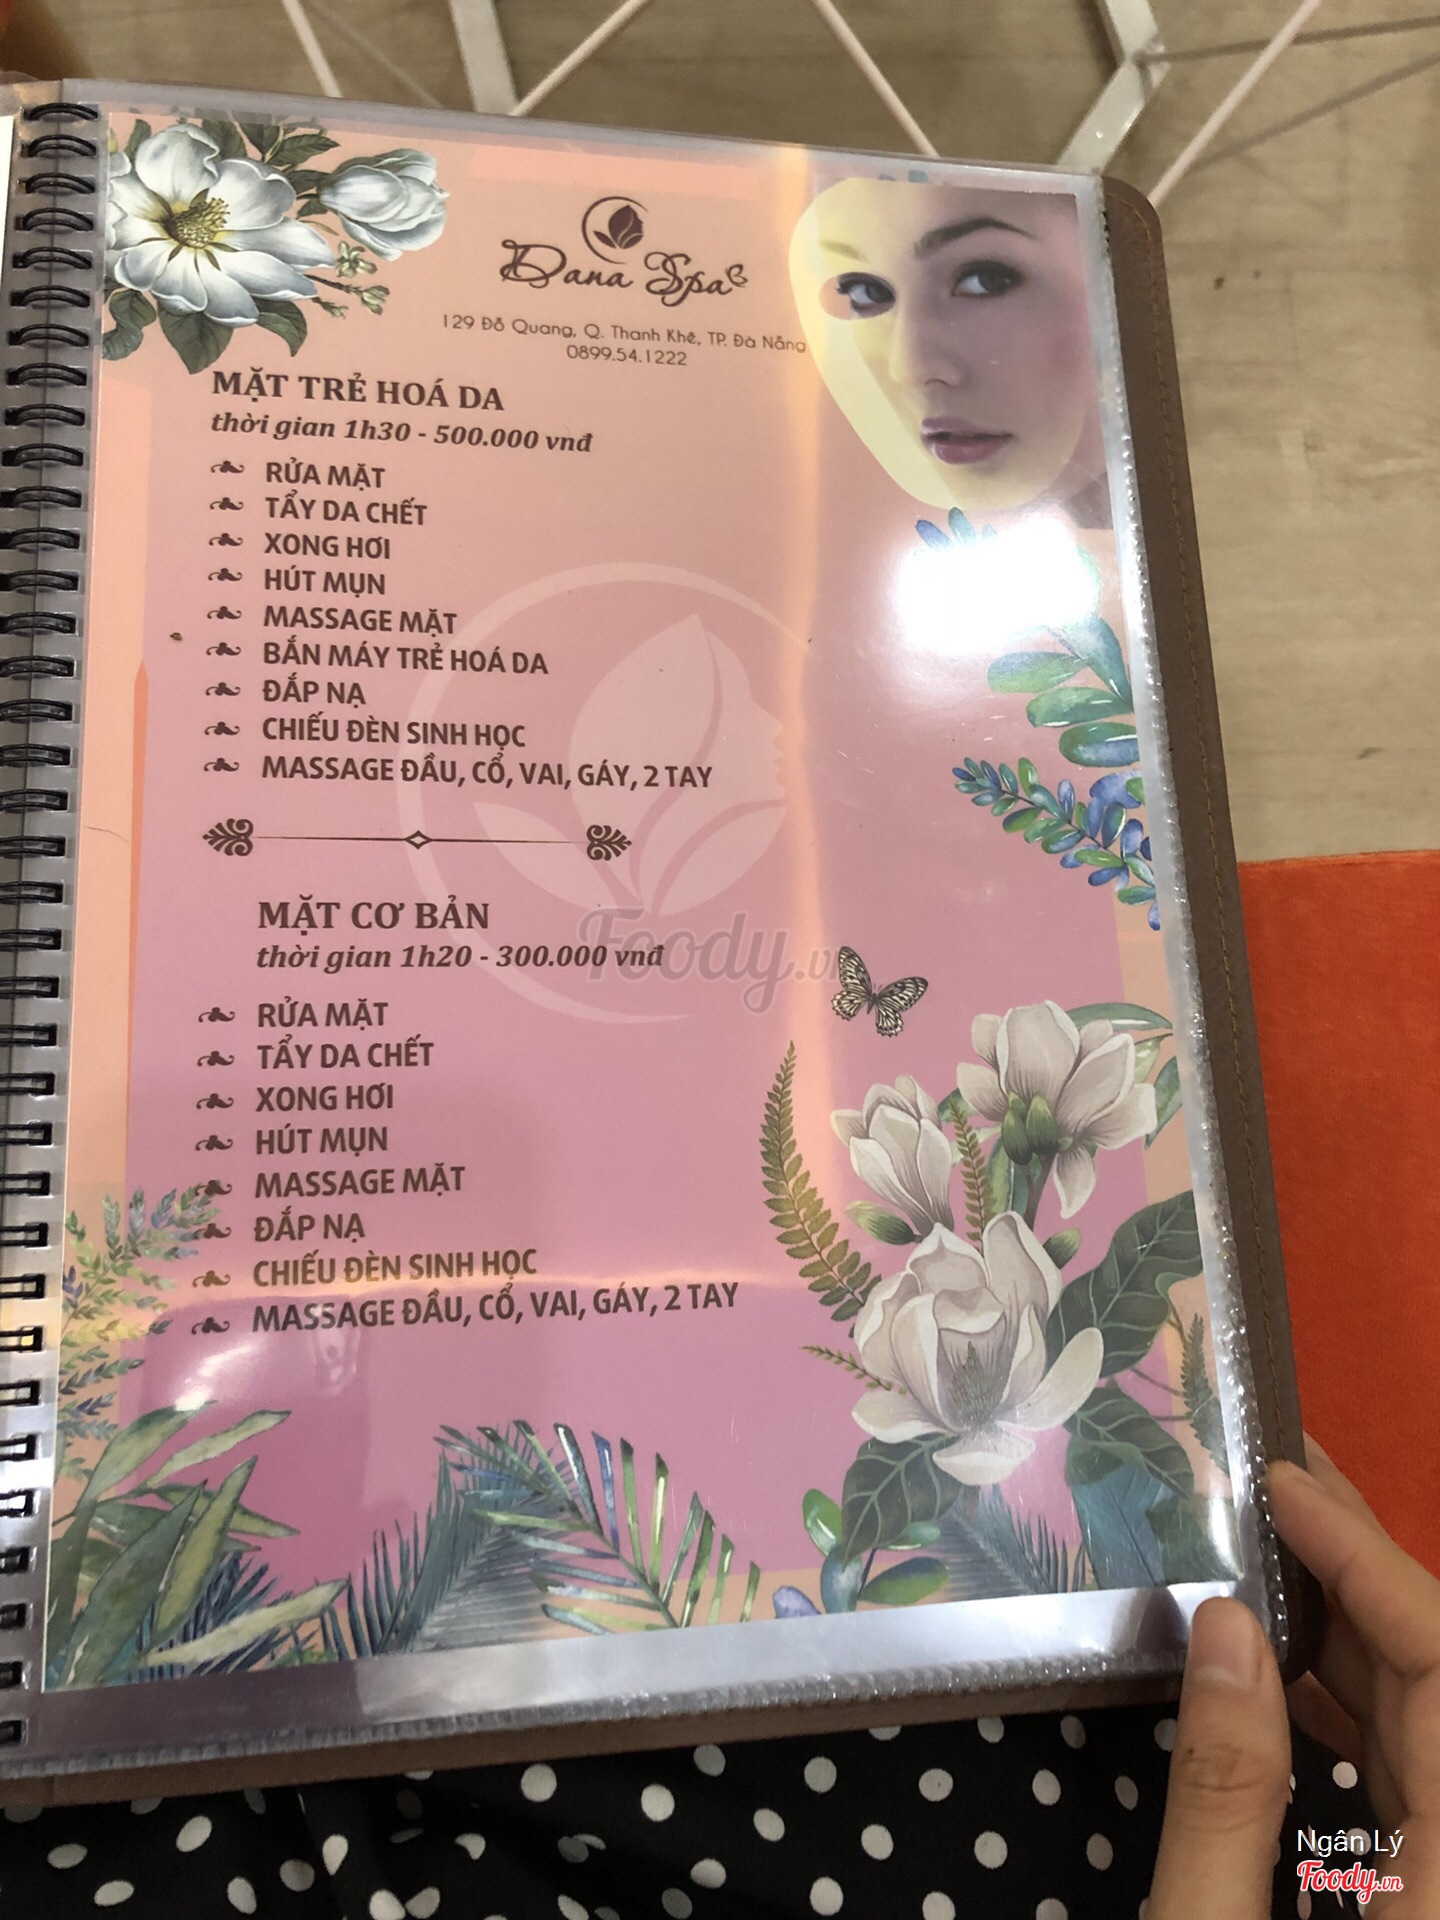 Dana Spa
129 Đỗ Quang, Q. Thanh Khê, TP. Đà Nẵng
0899.54.1222
MẶT TRẺ HOÁ DA
thời gian 1h30 - 500.000 vnđ
RỬA MẶT
TẨY DA CHẾT
XONG HƠI
HÚT MỤN
MASSAGE MẶT
BẮN MÁY TRẺ HOÁ DA
ĐẮP NẠ
CHIẾU ĐÈN SINH HỌC
MASSAGE ĐẦU, CỔ, VAI, GÁY, 2 TAY
MẶT CƠ BẢN
thời gian 1h20 - 300.000 vnđ
Foody.vn
RỬA MẶT
TẨY DA CHẾT
XONG HƠI
HÚT MỤN
MASSAGE MẶT
ĐẮP NẠ
CHIẾU ĐÈN SINH HỌC
MASSAGE ĐẦU, CỔ, VAI, GÁY, 2 TAY
Ngân Lý
Foody.vn